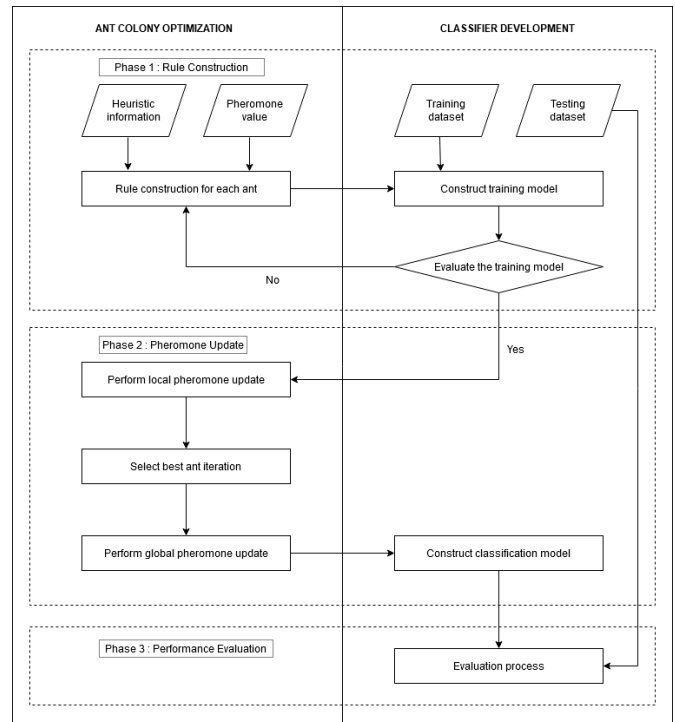 ANT COLONY OPTIMIZATION
CLASSIFIER DEVELOPMENT
Phase 1 : Rule Construction
Heuristic
information
Pheromone
value
Training
dataset
Testing
dataset
Rule construction for each ant
Construct training model
Evaluate the training model
No
Yes
Phase 2 : Pheromone Update
Perform local pheromone update
Select best ant iteration
Perform global pheromone update
Construct classification model
Phase 3 : Performance Evaluation
Evaluation process